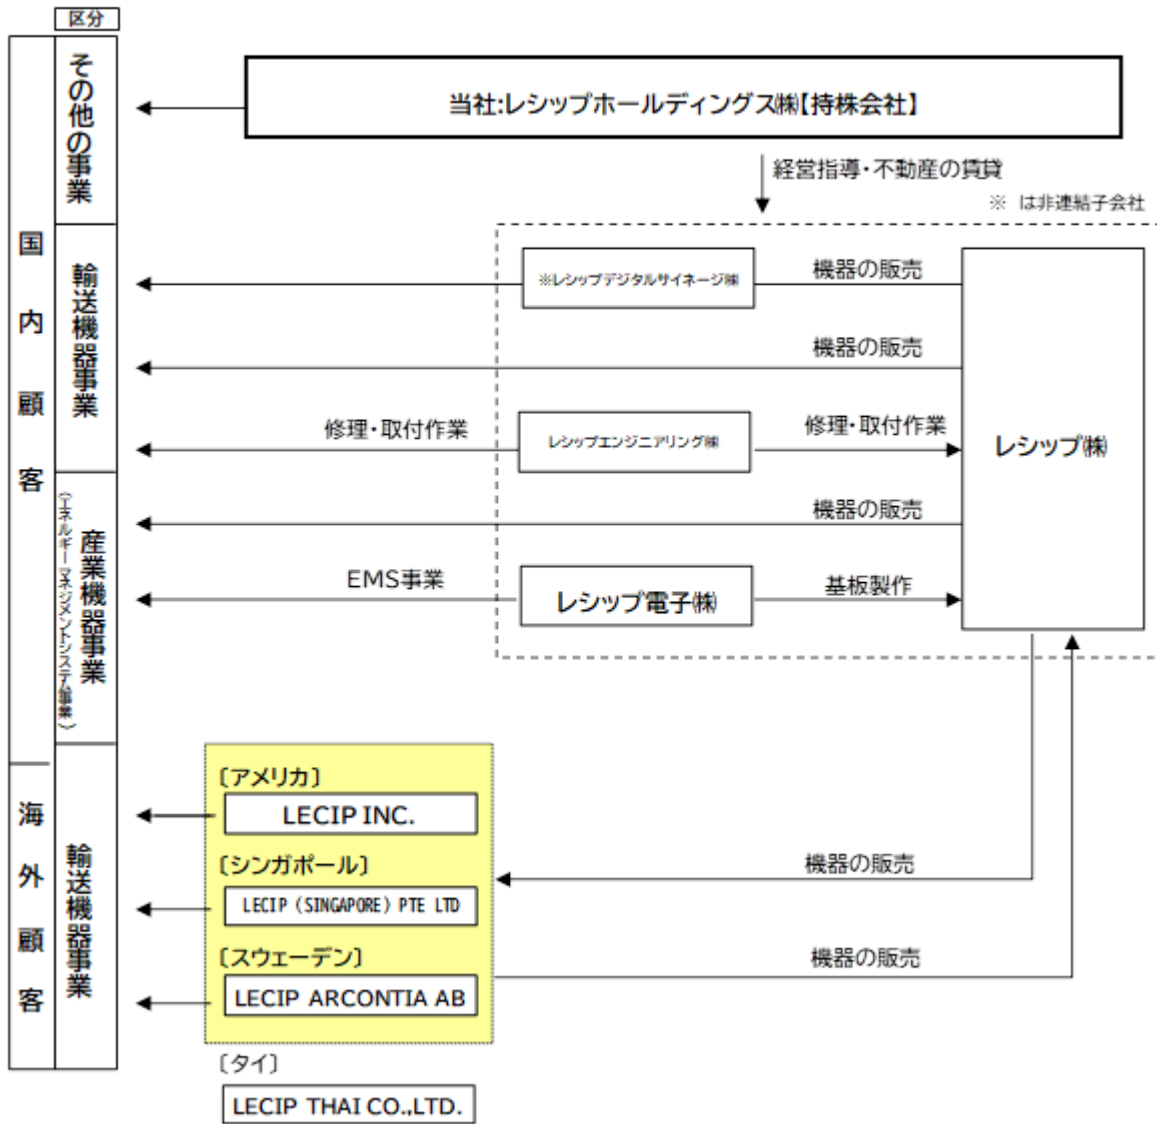 区分
その他の事業
当社:レシップホールディングス㈱【持株会社】
経営指導・不動産の賃貸
※ は非連結子会社
国内顧客
輸送機器事業
※レシップデジタルサイネージ㈱
機器の販売
機器の販売
修理・取付作業
レシップエンジニアリング㈱
修理・取付作業
レシップ㈱
機器の販売
産業機器事業
(エネルギーマネジメントシステム事業)
EMS事業
レシップ電子㈱
基板製作
海外顧客
輸送機器事業
〔アメリカ〕
LECIP INC.
〔シンガポール〕
LECIP (SINGAPORE) PTE LTD
機器の販売
〔スウェーデン〕
LECIP ARCONTIA AB
機器の販売
〔タイ〕
LECIP THAI CO.,LTD.